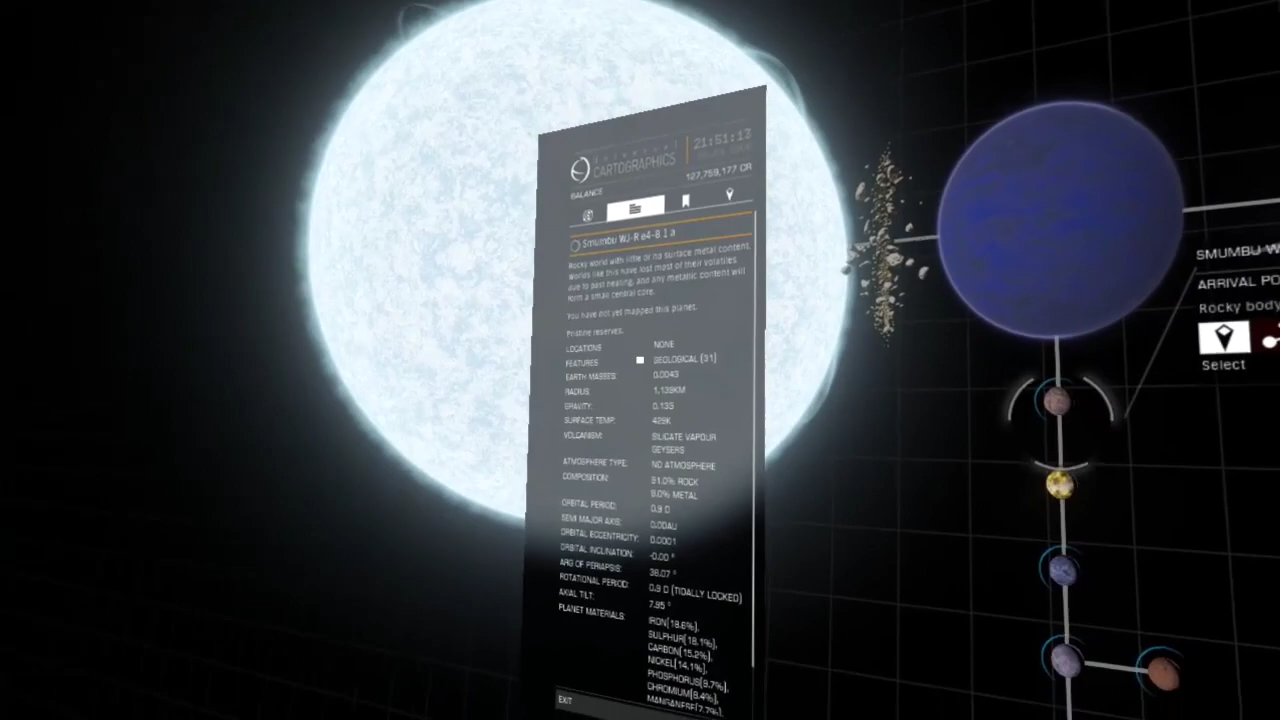 Universal
CARTOGRAPHICS
21:51:13
127,759,177 CR
BALANCE
Smumbu WJ-R e4-8 1 a
Rocky world with little or no surface metal content.
Worlds like this have lost most of their volatiles
due to past heating, and any metallic content will
form a small central core.
You have not yet mapped this planet.
Pristine reserves.
LOCATIONS NONE
FEATURES: GEOLOGICAL (31)
EARTH MASSES: 0.0043
RADIUS: 1,139KM
GRAVITY: 0.13G
SURFACE TEMP: 429K
VOLCANISM: SILICATE VAPOUR
GEYSERS
ATMOSPHERE TYPE: NO ATMOSPHERE
COMPOSITION: 91.0% ROCK
9.0% METAL
ORBITAL PERIOD: 0.9 D
SEMI MAJOR AXIS: 0.00AU
ORBITAL ECCENTRICITY: 0.0001
ORBITAL INCLINATION: -0.00 °
ARG OF PERIAPSIS: 38.07 °
ROTATIONAL PERIOD: 0.9 D (TIDALLY LOCKED)
AXIAL TILT: 7.95 °
PLANET MATERIALS: IRON(18.6%),
SULPHUR(18.1%),
CARBON(15.2%),
NICKEL(14.1%),
PHOSPHORUS(9.7%),
CHROMIUM(8.4%),
MANGANESE(7.7%),
EXIT
SMUMBU W
ARRIVAL PO
Rocky body
Select